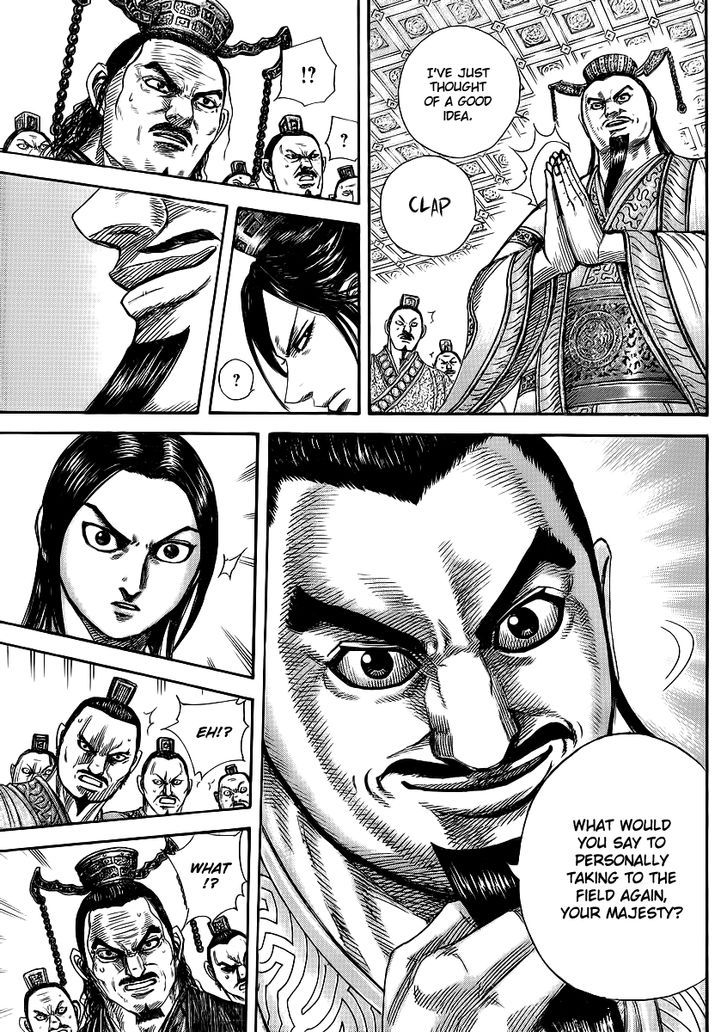 I'VE JUST
THOUGHT
OF A GOOD
IDEA.
CLAP
!?
?
?
WHAT WOULD
YOU SAY TO
PERSONALLY
TAKING TO
THE FIELD
AGAIN,
YOUR MAJESTY?
EH!?
WHAT
!?